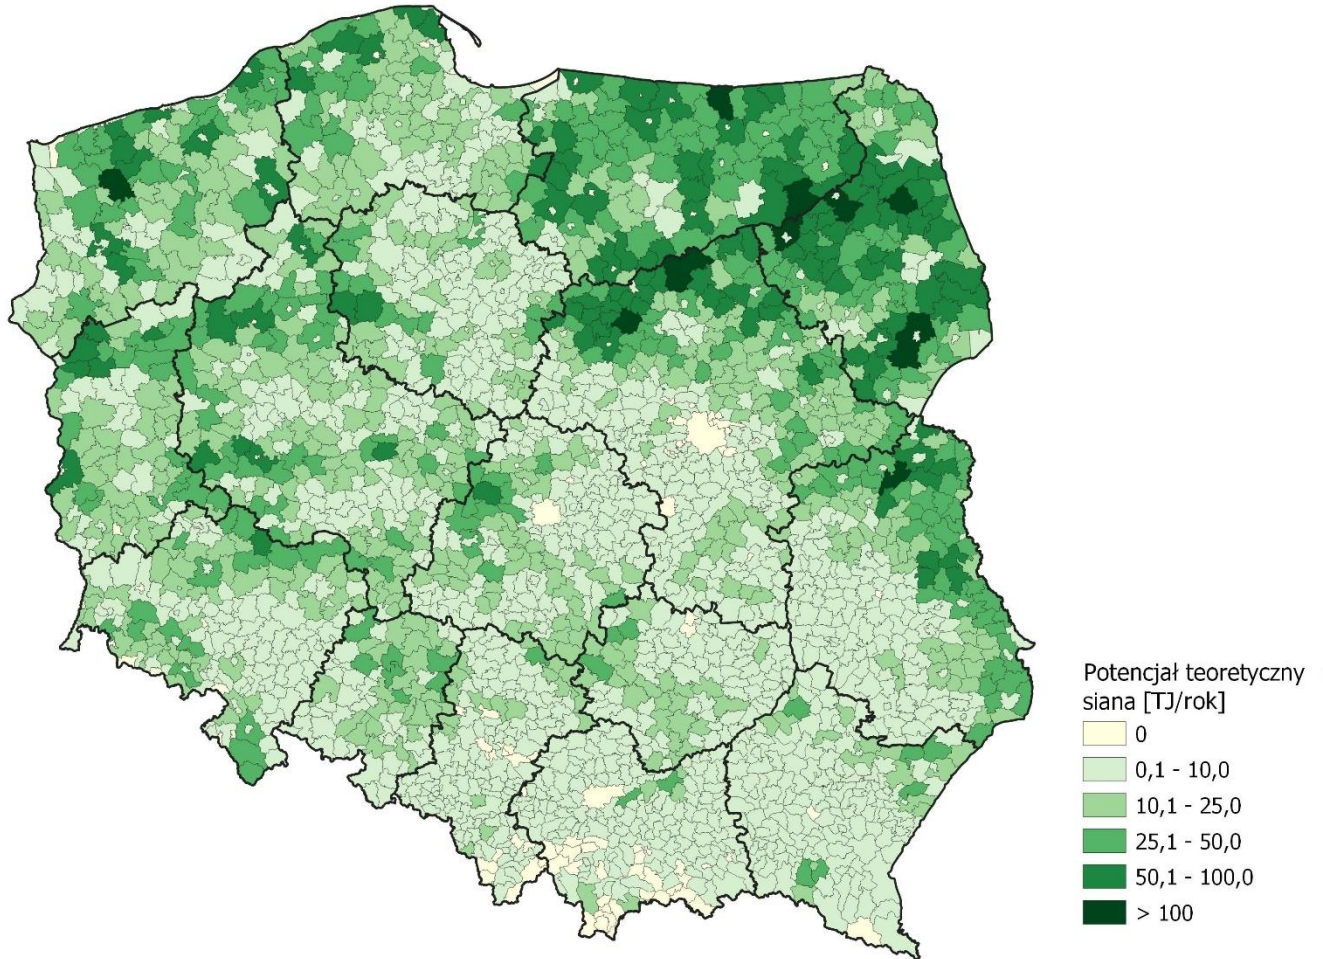 Potencjał teoretyczny
siana [TJ/rok]
0
0,1 - 10,0
10,1 - 25,0
25,1 - 50,0
50,1 - 100,0
> 100